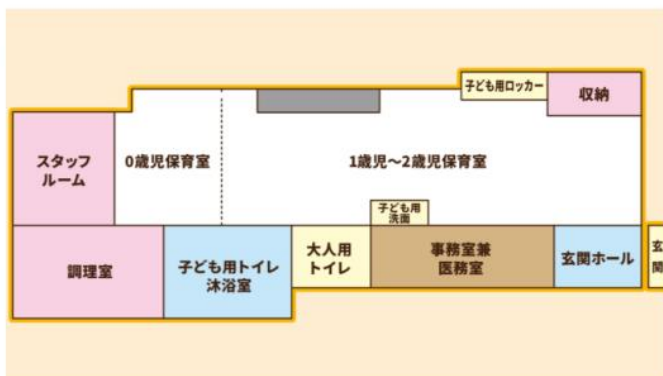 子ども用ロッカー
収納
スタッフ
ルーム
0歳児保育室
1歳児～2歳児保育室
子ども用
洗面
調理室
子ども用トイレ
沐浴室
大人用
トイレ
事務室兼
医務室
玄関ホール
玄
関